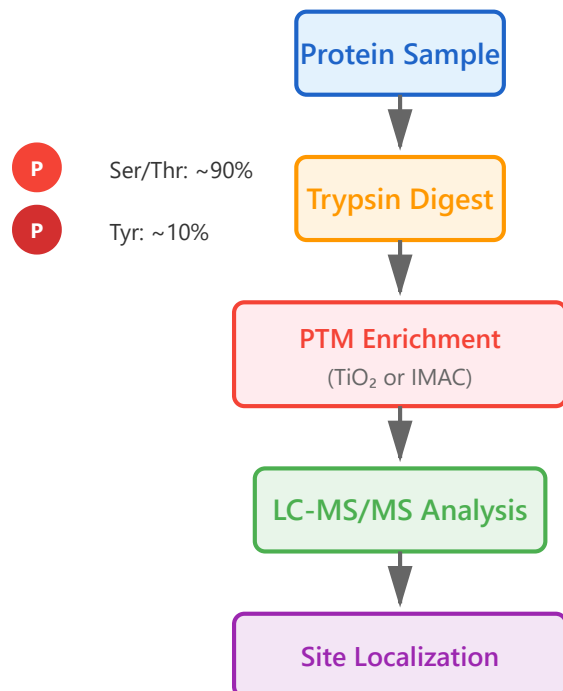 Protein Sample
P
Ser/Thr: ~90%
Trypsin Digest
P
Tyr: ~10%
PTM Enrichment
(TiO₂ or IMAC)
LC-MS/MS Analysis
Site Localization